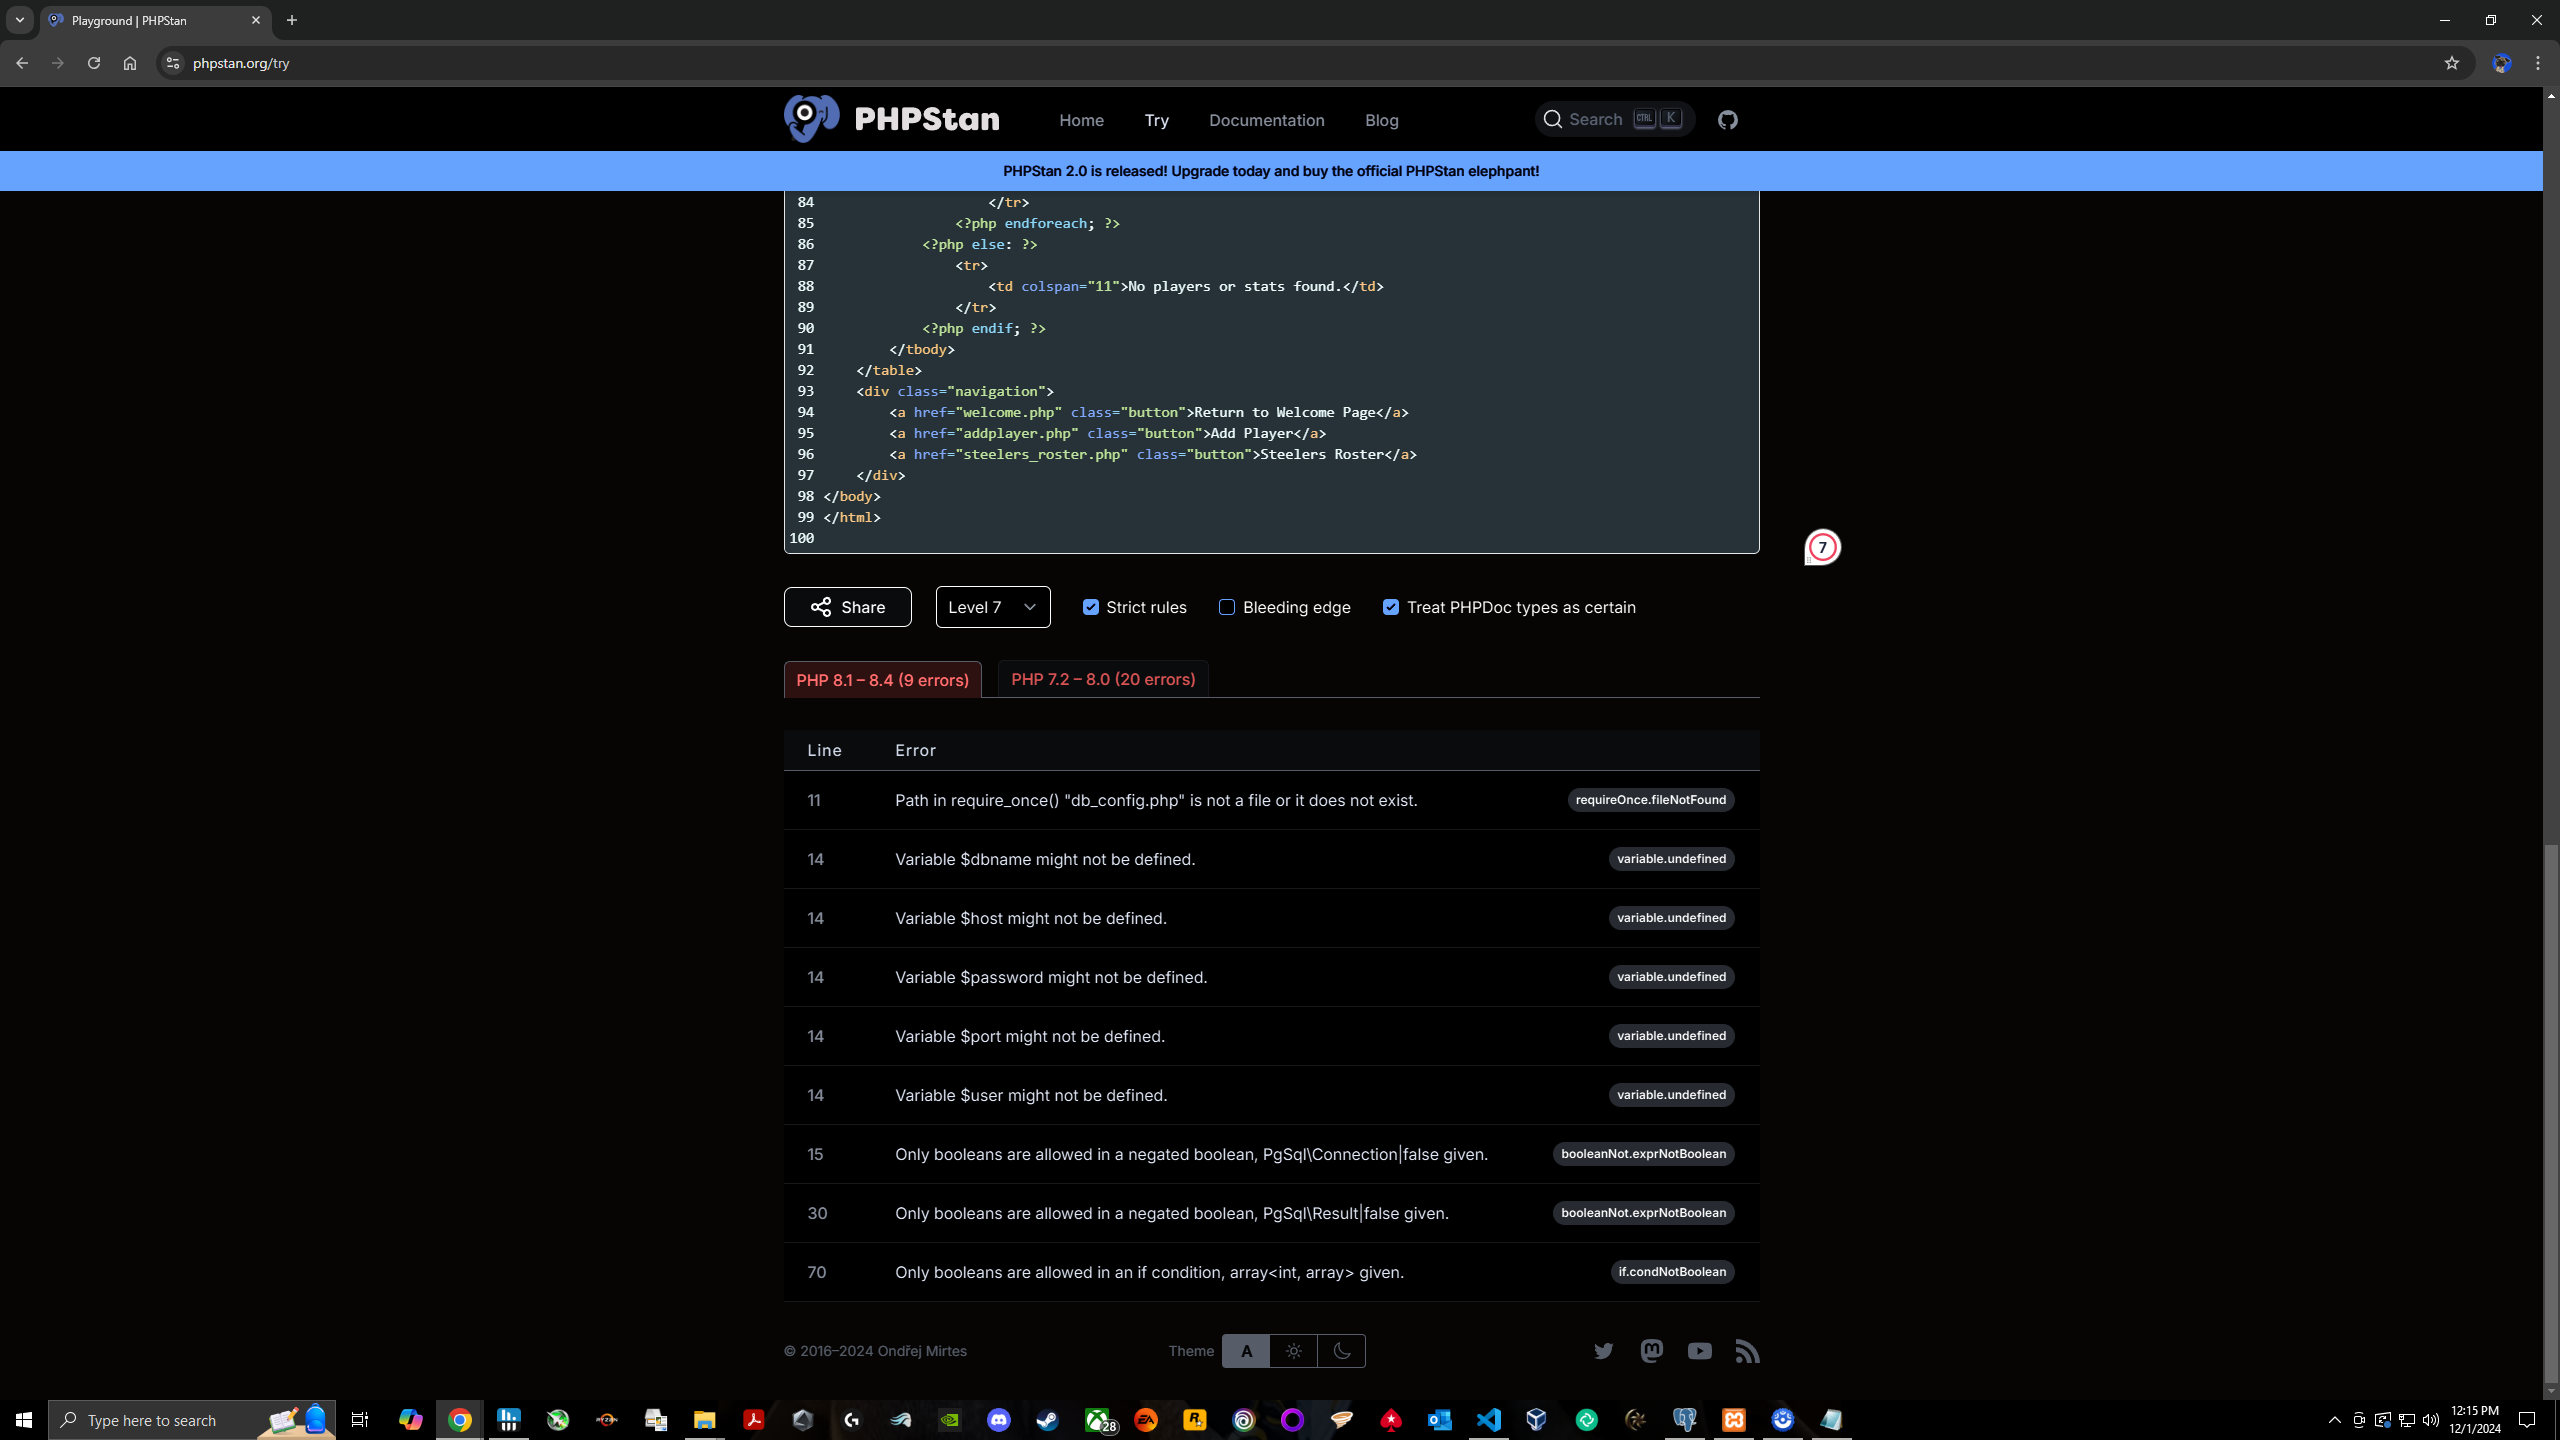 Playground | PHPStan
phpstan.org/try
PHPStan
Home Try Documentation Blog
Search CTRL K
PHPStan 2.0 is released! Upgrade today and buy the official PHPStan elephpant!
84 </tr>
85 <?php endforeach; ?>
86 <?php else: ?>
87 <tr>
88 <td colspan="11">No players or stats found.</td>
89 </tr>
90 <?php endif; ?>
91 </tbody>
92 </table>
93 <div class="navigation">
94 <a href="welcome.php" class="button">Return to Welcome Page</a>
95 <a href="addplayer.php" class="button">Add Player</a>
96 <a href="steelers_roster.php" class="button">Steelers Roster</a>
97 </div>
98 </body>
99 </html>
100
7
Share Level 7 Strict rules Bleeding edge Treat PHPDoc types as certain
PHP 8.1 – 8.4 (9 errors) PHP 7.2 – 8.0 (20 errors)
Line Error
11 Path in require_once() "db_config.php" is not a file or it does not exist. requireOnce.fileNotFound
14 Variable $dbname might not be defined. variable.undefined
14 Variable $host might not be defined. variable.undefined
14 Variable $password might not be defined. variable.undefined
14 Variable $port might not be defined. variable.undefined
14 Variable $user might not be defined. variable.undefined
15 Only booleans are allowed in a negated boolean, PgSql\Connection|false given. booleanNot.exprNotBoolean
30 Only booleans are allowed in a negated boolean, PgSql\Result|false given. booleanNot.exprNotBoolean
70 Only booleans are allowed in an if condition, array<int, array> given. if.condNotBoolean
© 2016–2024 Ondřej Mirtes Theme A
Type here to search
RYZEN
EA
28
12:15 PM
12/1/2024